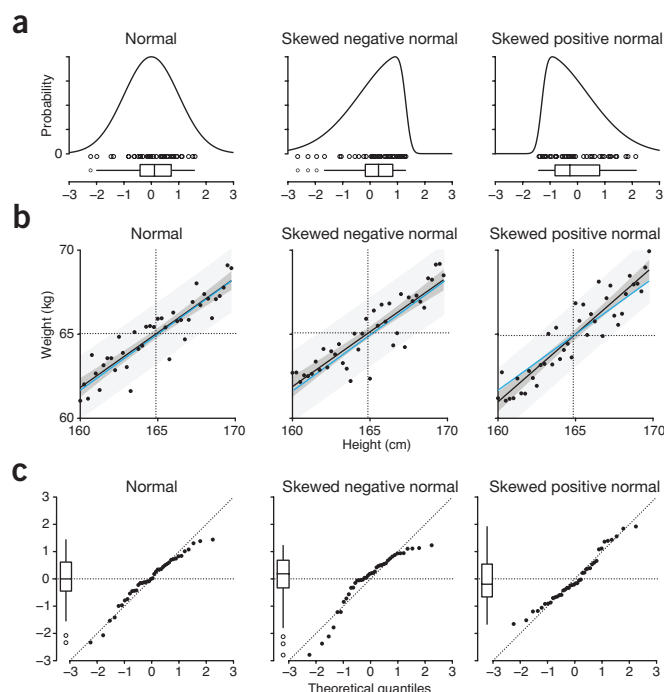 a
Normal
Skewed negative normal
Skewed positive normal
Probability
0
–3 –2 –1 0 1 2 3
–3 –2 –1 0 1 2 3
–3 –2 –1 0 1 2 3
b
Normal
Skewed negative normal
Skewed positive normal
Weight (kg)
70
65
60
160 165 170
160 165 170
160 165 170
Height (cm)
c
Normal
Skewed negative normal
Skewed positive normal
3
2
1
0
–1
–2
–3
–3 –2 –1 0 1 2 3
–3 –2 –1 0 1 2 3
–3 –2 –1 0 1 2 3
Theoretical quantiles